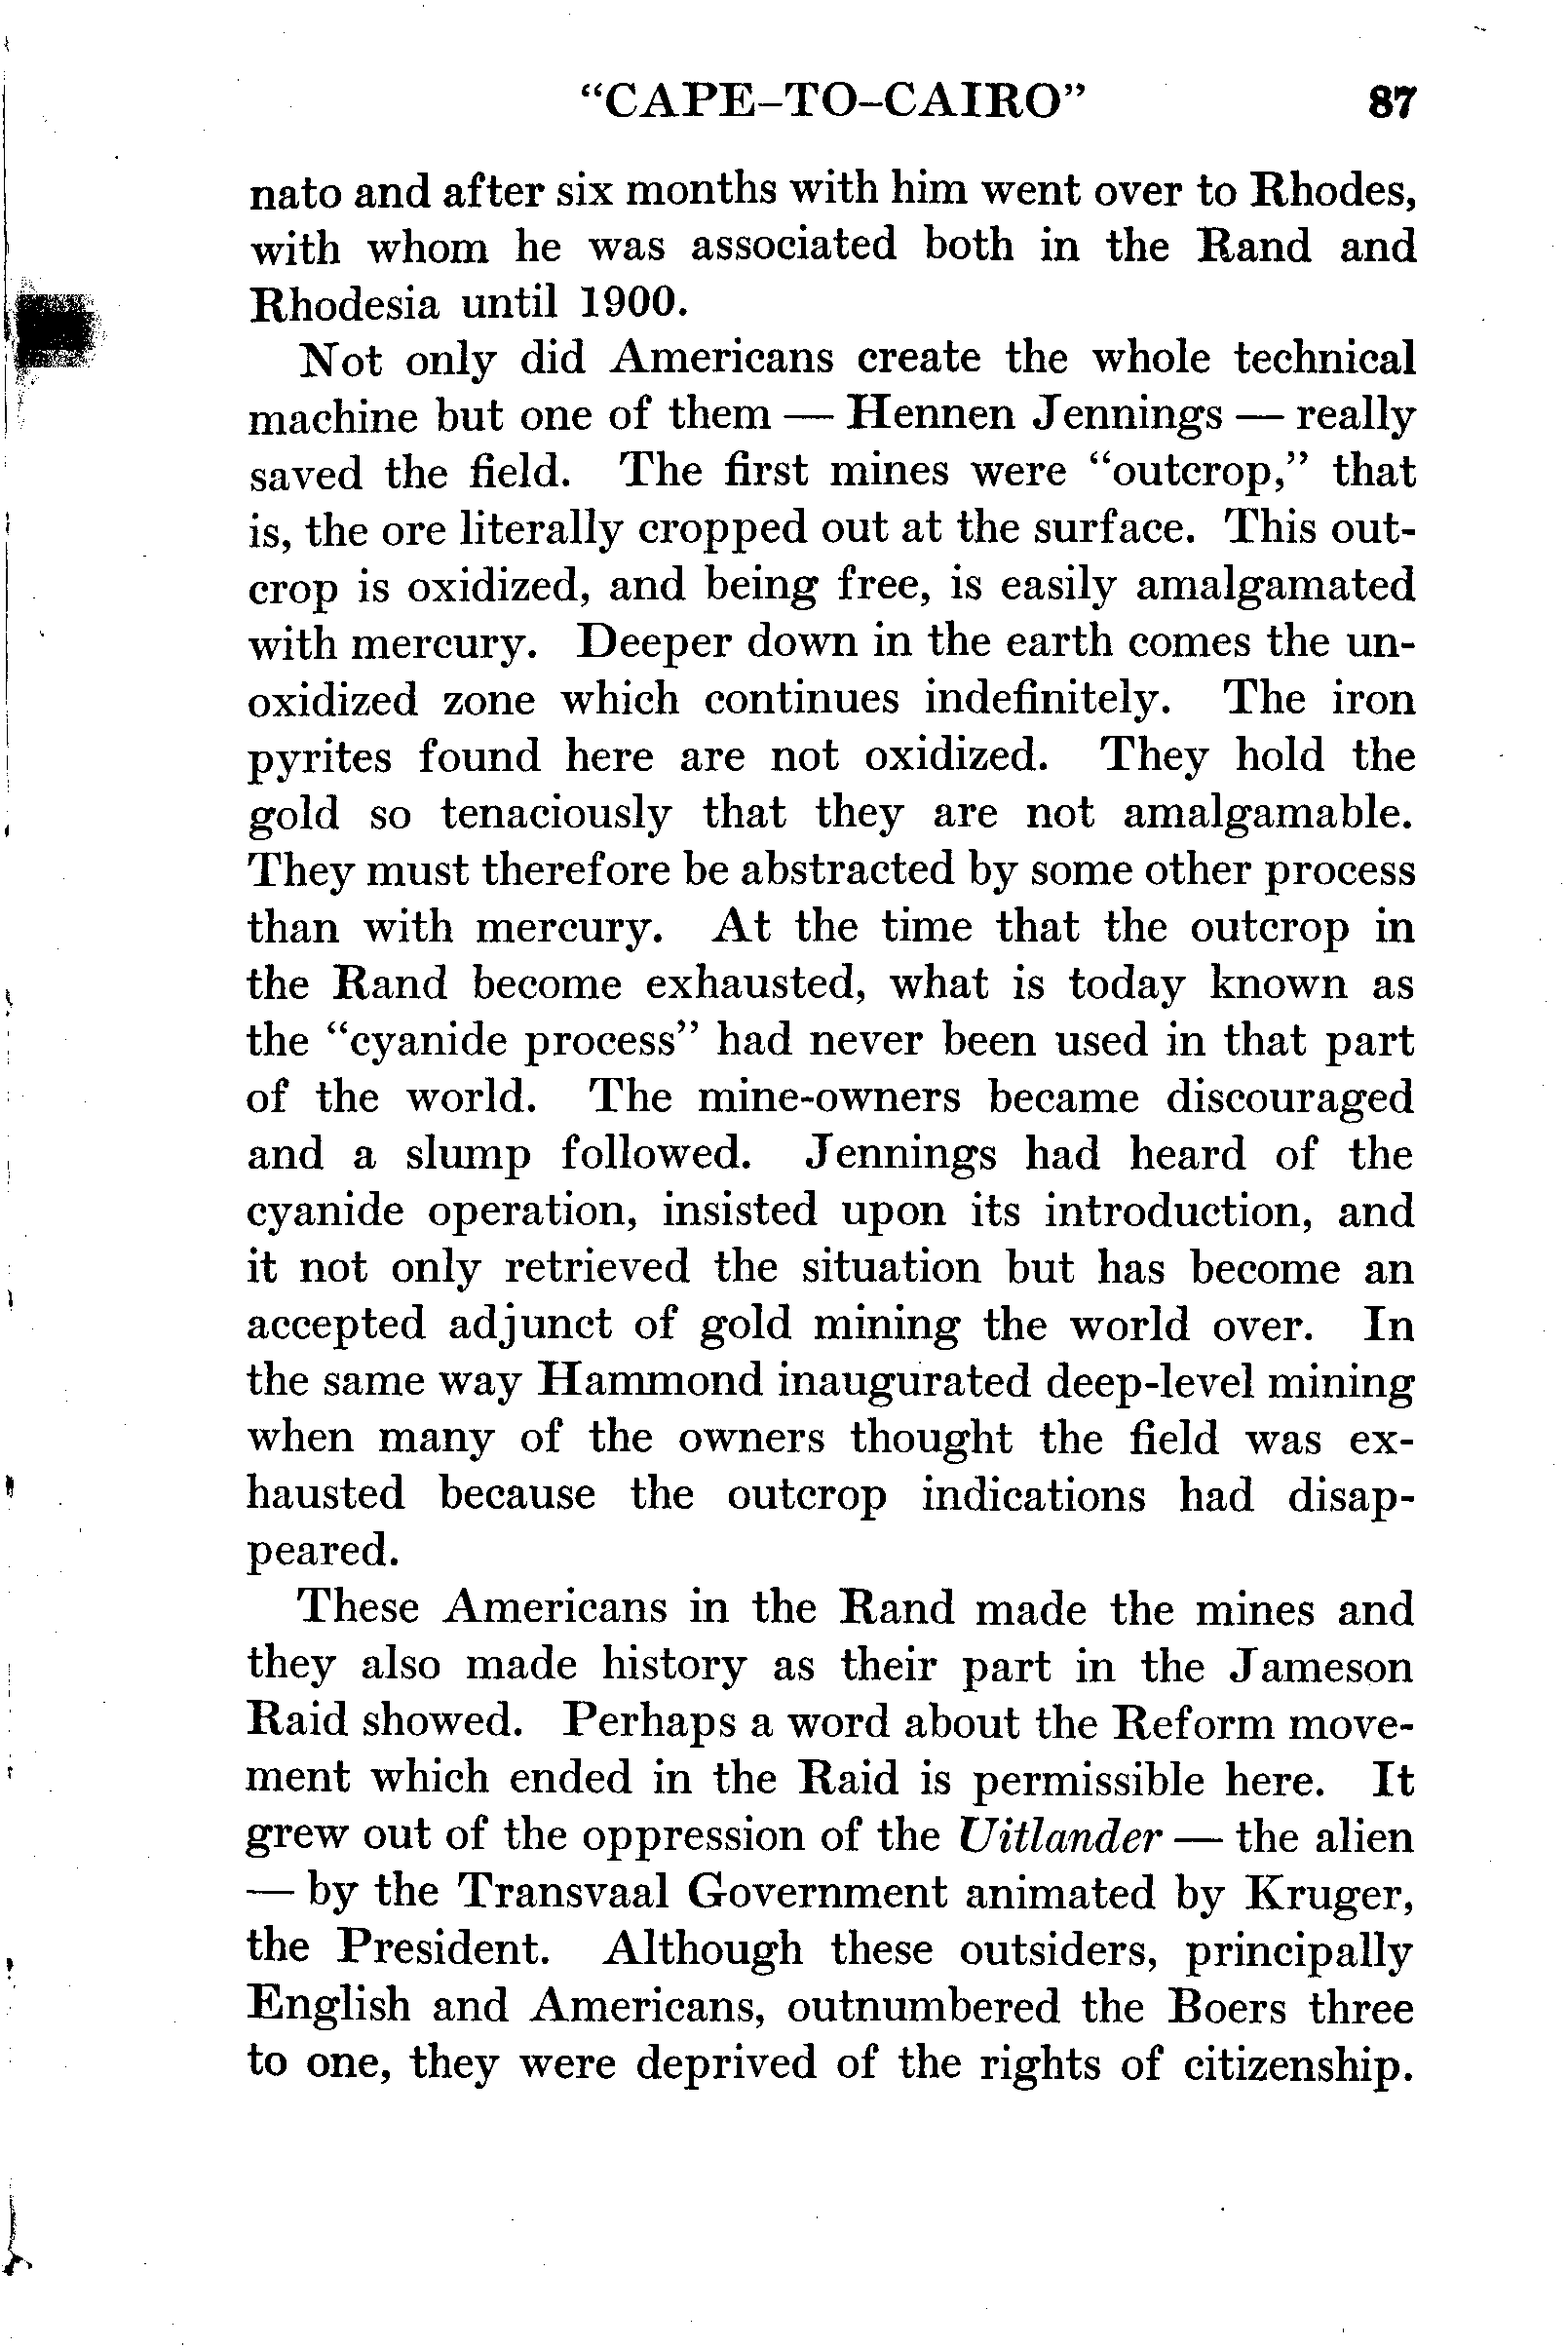 "CAPE-TO-CAIRO" 87
nato and after six months with him went over to Rhodes,
with whom he was associated both in the Rand and
Rhodesia until 1900.
Not only did Americans create the whole technical
machine but one of them — Hennen Jennings — really
saved the field. The first mines were "outcrop," that
is, the ore literally cropped out at the surface. This out-
crop is oxidized, and being free, is easily amalgamated
with mercury. Deeper down in the earth comes the un-
oxidized zone which continues indefinitely. The iron
pyrites found here are not oxidized. They hold the
gold so tenaciously that they are not amalgamable.
They must therefore be abstracted by some other process
than with mercury. At the time that the outcrop in
the Rand become exhausted, what is today known as
the "cyanide process" had never been used in that part
of the world. The mine-owners became discouraged
and a slump followed. Jennings had heard of the
cyanide operation, insisted upon its introduction, and
it not only retrieved the situation but has become an
accepted adjunct of gold mining the world over. In
the same way Hammond inaugurated deep-level mining
when many of the owners thought the field was ex-
hausted because the outcrop indications had disap-
peared.
These Americans in the Rand made the mines and
they also made history as their part in the Jameson
Raid showed. Perhaps a word about the Reform move-
ment which ended in the Raid is permissible here. It
grew out of the oppression of the Uitlander — the alien
— by the Transvaal Government animated by Kruger,
the President. Although these outsiders, principally
English and Americans, outnumbered the Boers three
to one, they were deprived of the rights of citizenship.